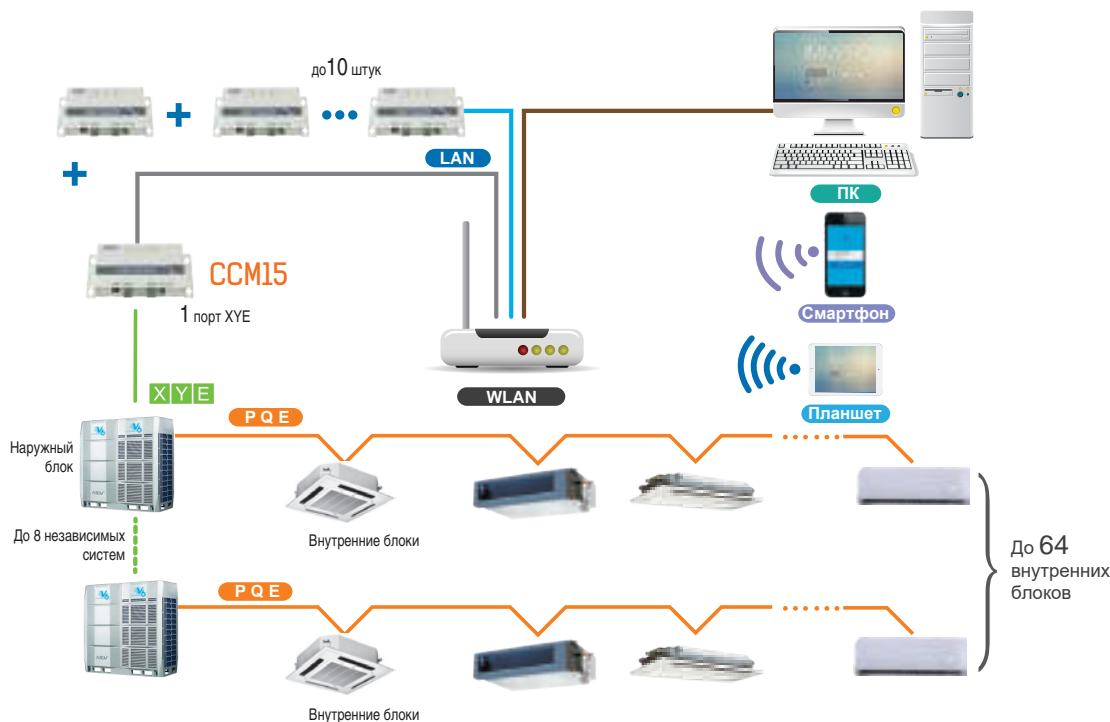 до10 штук
LAN
ПК
CCM15
1 порт XYE
Смартфон
WLAN
Планшет
X Y E
P Q E
Наружный
блок
Внутренние блоки
До 8 независимых
систем
До 64
внутренних
блоков
P Q E
Внутренние блоки